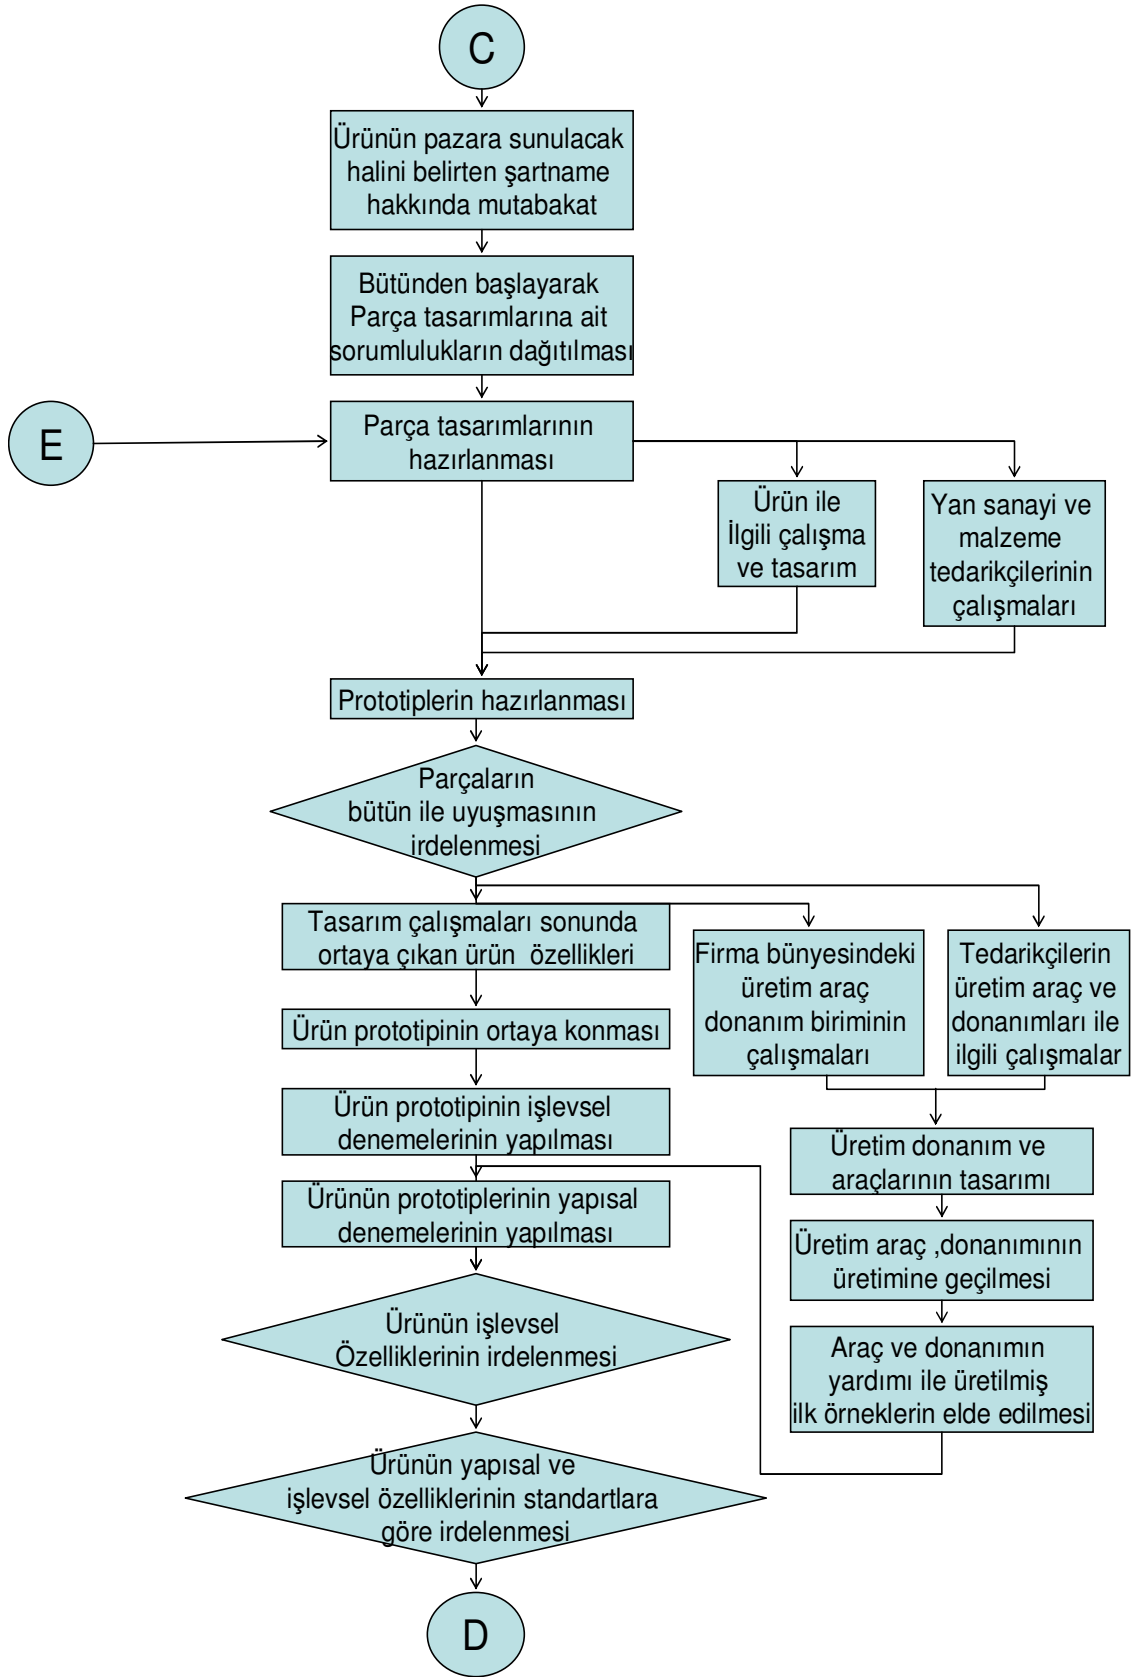 C
Ürünün pazara sunulacak
halini belirten şartname
hakkında mutabakat
Bütünden başlayarak
Parça tasarımlarına ait
sorumlulukların dağıtılması
E
Parça tasarımlarının
hazırlanması
Ürün ile
İlgili çalışma
ve tasarım
Yan sanayi ve
malzeme
tedarikçilerinin
çalışmaları
Prototiplerin hazırlanması
Parçaların
bütün ile uyuşmasının
irdelenmesi
Tasarım çalışmaları sonunda
ortaya çıkan ürün özellikleri
Firma bünyesindeki
üretim araç
donanım biriminin
çalışmaları
Tedarikçilerin
üretim araç ve
donanımları ile
ilgili çalışmalar
Ürün prototipinin ortaya konması
Ürün prototipinin işlevsel
denemelerinin yapılması
Üretim donanım ve
araçlarının tasarımı
Ürünün prototiplerinin yapısal
denemelerinin yapılması
Üretim araç ,donanımının
üretimine geçilmesi
Ürünün işlevsel
Özelliklerinin irdelenmesi
Araç ve donanımın
yardımı ile üretilmiş
ilk örneklerin elde edilmesi
Ürünün yapısal ve
işlevsel özelliklerinin standartlara
göre irdelenmesi
D